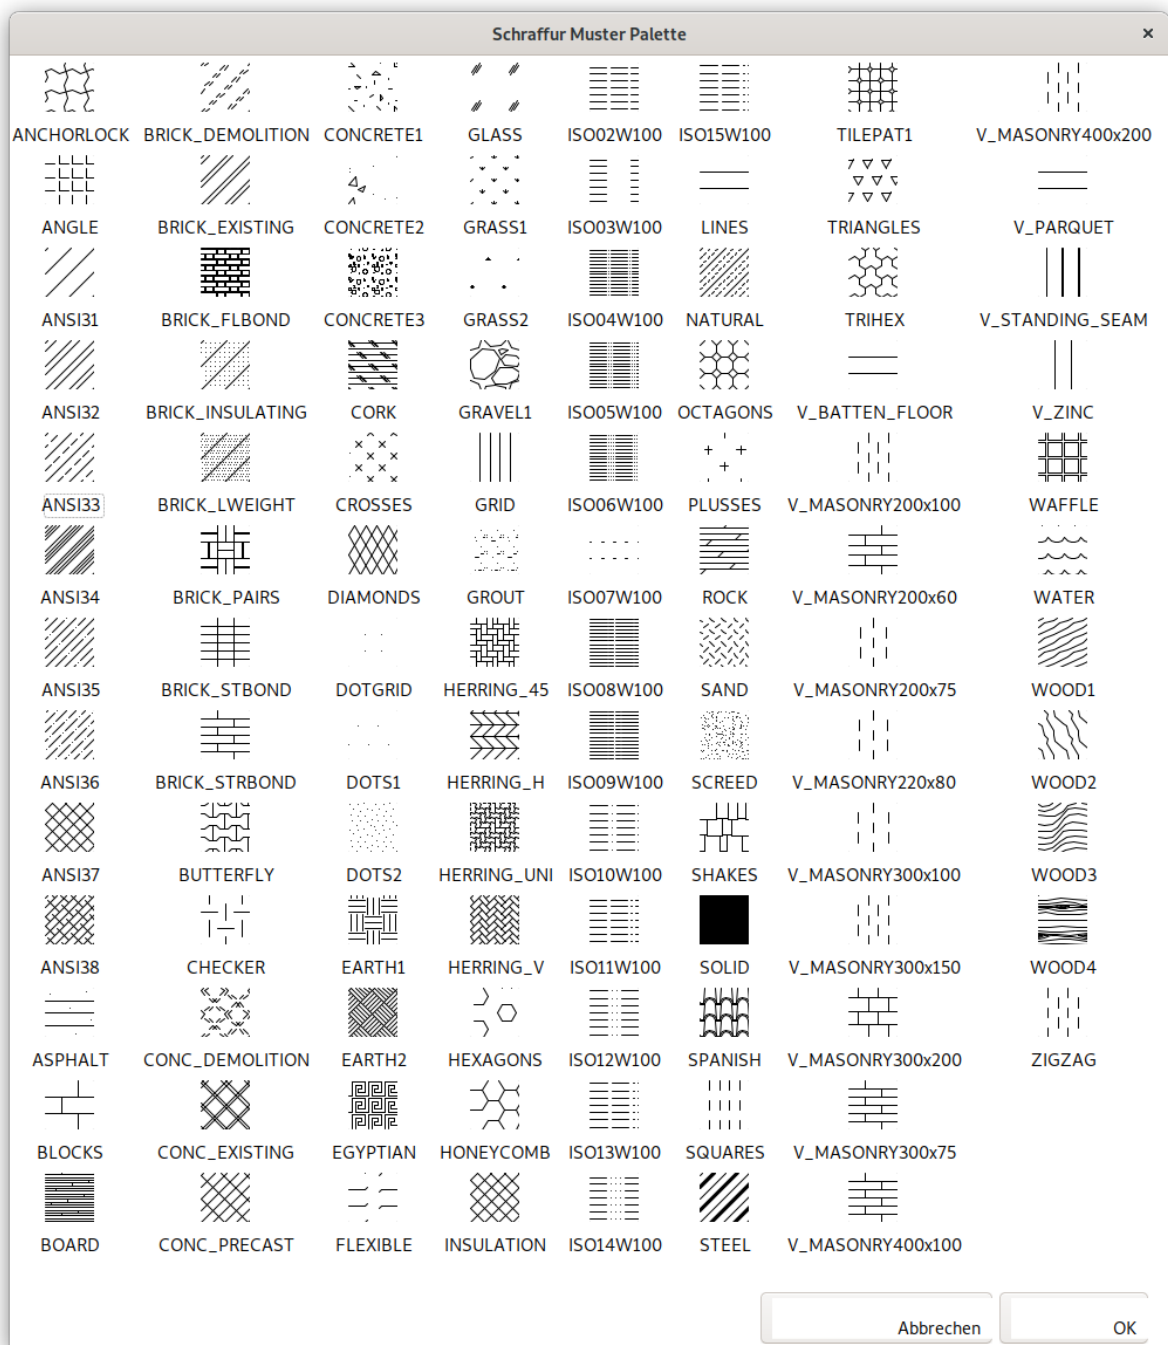 Schraffur Muster Palette
ANCHORLOCK BRICK_DEMOLITION CONCRETE1 GLASS ISO02W100 ISO15W100 TILEPAT1 V_MASONRY400x200
ANGLE BRICK_EXISTING CONCRETE2 GRASS1 ISO03W100 LINES TRIANGLES V_PARQUET
ANSI31 BRICK_FLBOND CONCRETE3 GRASS2 ISO04W100 NATURAL TRIHEX V_STANDING_SEAM
ANSI32 BRICK_INSULATING CORK GRAVEL1 ISO05W100 OCTAGONS V_BATTEN_FLOOR V_ZINC
ANSI33 BRICK_LWEIGHT CROSSES GRID ISO06W100 PLUSSES V_MASONRY200x100 WAFFLE
ANSI34 BRICK_PAIRS DIAMONDS GROUT ISO07W100 ROCK V_MASONRY200x60 WATER
ANSI35 BRICK_STBOND DOTGRID HERRING_45 ISO08W100 SAND V_MASONRY200x75 WOOD1
ANSI36 BRICK_STRBOND DOTS1 HERRING_H ISO09W100 SCREED V_MASONRY220x80 WOOD2
ANSI37 BUTTERFLY DOTS2 HERRING_UNI ISO10W100 SHAKES V_MASONRY300x100 WOOD3
ANSI38 CHECKER EARTH1 HERRING_V ISO11W100 SOLID V_MASONRY300x150 WOOD4
ASPHALT CONC_DEMOLITION EARTH2 HEXAGONS ISO12W100 SPANISH V_MASONRY300x200 ZIGZAG
BLOCKS CONC_EXISTING EGYPTIAN HONEYCOMB ISO13W100 SQUARES V_MASONRY300x75
BOARD CONC_PRECAST FLEXIBLE INSULATION ISO14W100 STEEL V_MASONRY400x100
Abbrechen OK